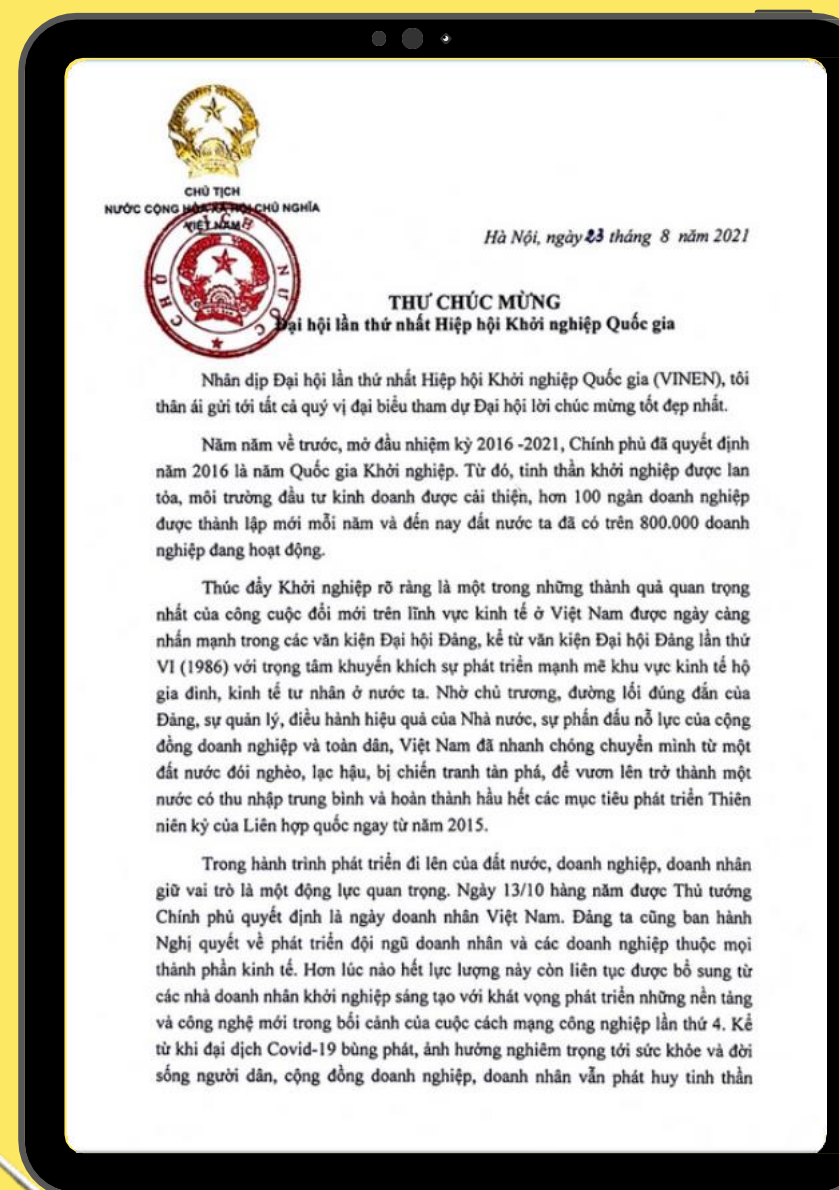 CHỦ TỊCH
NƯỚC CỘNG HÒA XÃ HỘI CHỦ NGHĨA
VIỆT NAM
CHỦ TỊCH NƯỚC
Hà Nội, ngày 23 tháng 8 năm 2021
THƯ CHÚC MỪNG
Đại hội lần thứ nhất Hiệp hội Khởi nghiệp Quốc gia
Nhân dịp Đại hội lần thứ nhất Hiệp hội Khởi nghiệp Quốc gia (VINEN), tôi
thân ái gửi tới tất cả quý vị đại biểu tham dự Đại hội lời chúc mừng tốt đẹp nhất.
Năm năm về trước, mở đầu nhiệm kỳ 2016 -2021, Chính phủ đã quyết định
năm 2016 là năm Quốc gia Khởi nghiệp. Từ đó, tinh thần khởi nghiệp được lan
tỏa, môi trường đầu tư kinh doanh được cải thiện, hơn 100 ngàn doanh nghiệp
được thành lập mới mỗi năm và đến nay đất nước ta đã có trên 800.000 doanh
nghiệp đang hoạt động.
Thúc đẩy Khởi nghiệp rõ ràng là một trong những thành quả quan trọng
nhất của công cuộc đổi mới trên lĩnh vực kinh tế ở Việt Nam được ngày càng
nhấn mạnh trong các văn kiện Đại hội Đảng, kể từ văn kiện Đại hội Đảng lần thứ
VI (1986) với trọng tâm khuyến khích sự phát triển mạnh mẽ khu vực kinh tế hộ
gia đình, kinh tế tư nhân ở nước ta. Nhờ chủ trương, đường lối đúng đắn của
Đảng, sự quản lý, điều hành hiệu quả của Nhà nước, sự phấn đấu nỗ lực của cộng
đồng doanh nghiệp và toàn dân, Việt Nam đã nhanh chóng chuyển mình từ một
đất nước đói nghèo, lạc hậu, bị chiến tranh tàn phá, để vươn lên trở thành một
nước có thu nhập trung bình và hoàn thành hầu hết các mục tiêu phát triển Thiên
niên kỷ của Liên hợp quốc ngay từ năm 2015.
Trong hành trình phát triển đi lên của đất nước, doanh nghiệp, doanh nhân
giữ vai trò là một động lực quan trọng. Ngày 13/10 hàng năm được Thủ tướng
Chính phủ quyết định là ngày doanh nhân Việt Nam. Đảng ta cũng ban hành
Nghị quyết về phát triển đội ngũ doanh nhân và các doanh nghiệp thuộc mọi
thành phần kinh tế. Hơn lúc nào hết lực lượng này còn liên tục được bổ sung từ
các nhà doanh nhân khởi nghiệp sáng tạo với khát vọng phát triển những nền tảng
và công nghệ mới trong bối cảnh của cuộc cách mạng công nghiệp lần thứ 4. Kể
từ khi đại dịch Covid-19 bùng phát, ảnh hưởng nghiêm trọng tới sức khỏe và đời
sống người dân, cộng đồng doanh nghiệp, doanh nhân vẫn phát huy tinh thần